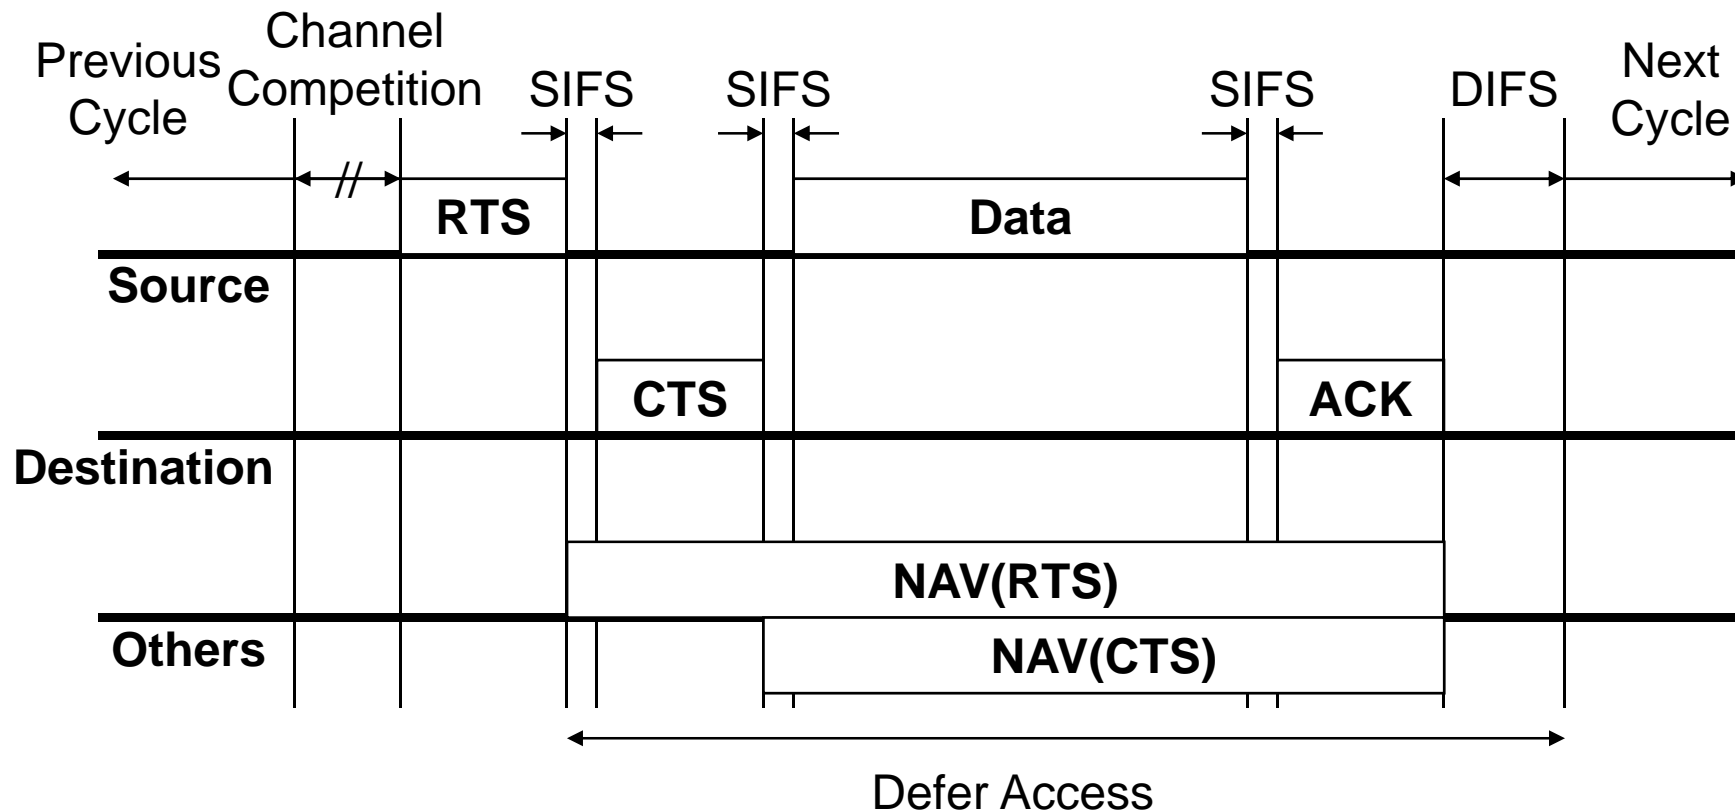 Previous
Cycle
Channel
Competition
SIFS
SIFS
SIFS
DIFS
Next
Cycle
//
RTS
Data
Source
CTS
ACK
Destination
NAV(RTS)
Others
NAV(CTS)
Defer Access